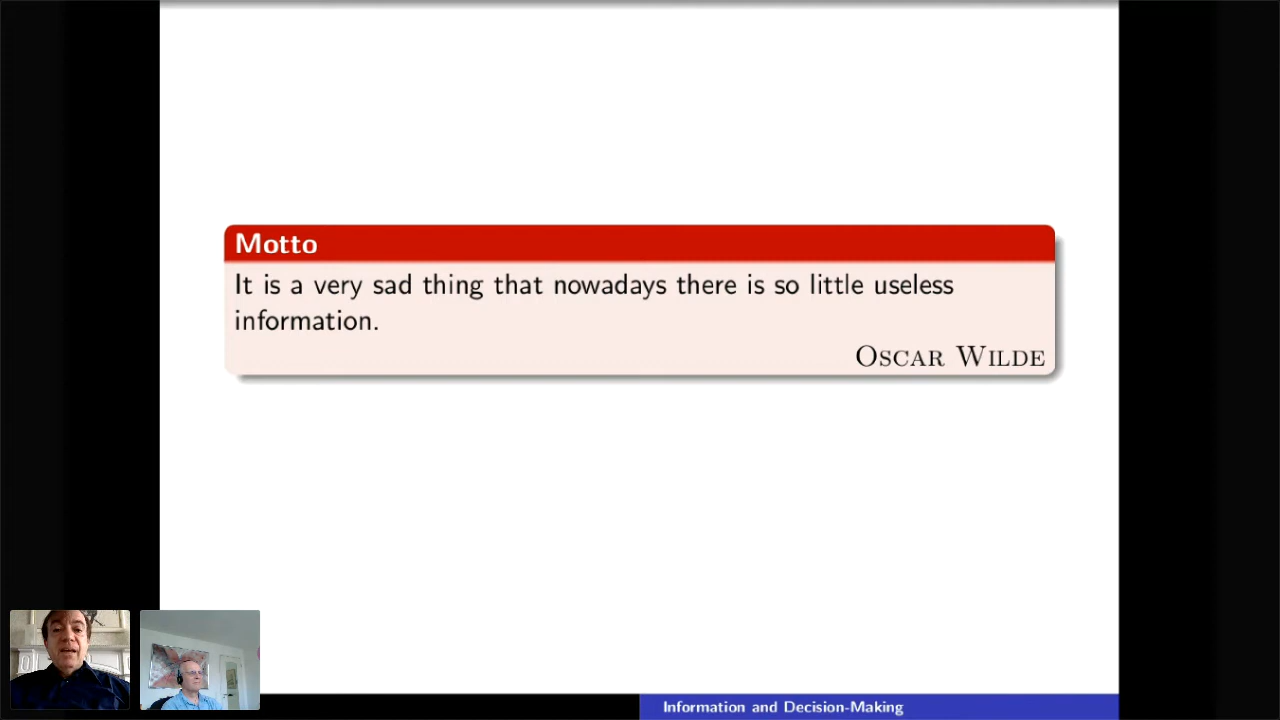 Motto
It is a very sad thing that nowadays there is so little useless
information.
Oscar Wilde
Information and Decision-Making